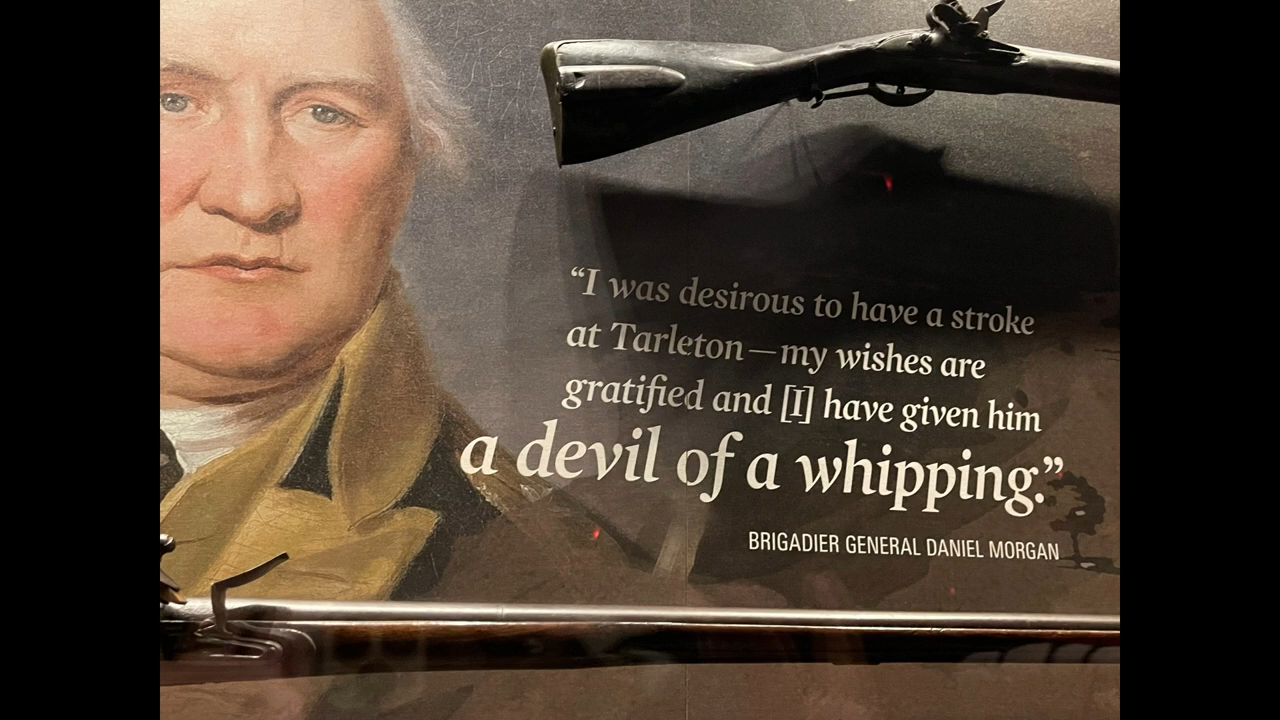 “I was desirous to have a stroke
at Tarleton—my wishes are
gratified and [I] have given him
a devil of a whipping.”
BRIGADIER GENERAL DANIEL MORGAN